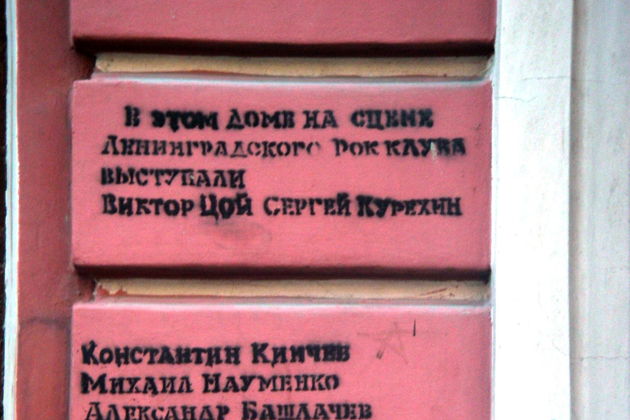 В этом доме на сцене
Ленинградского рок клуба
выступали
Виктор Цой Сергей Курехин
Константин Кинчев
Михаил Науменко
Александр Башлачев